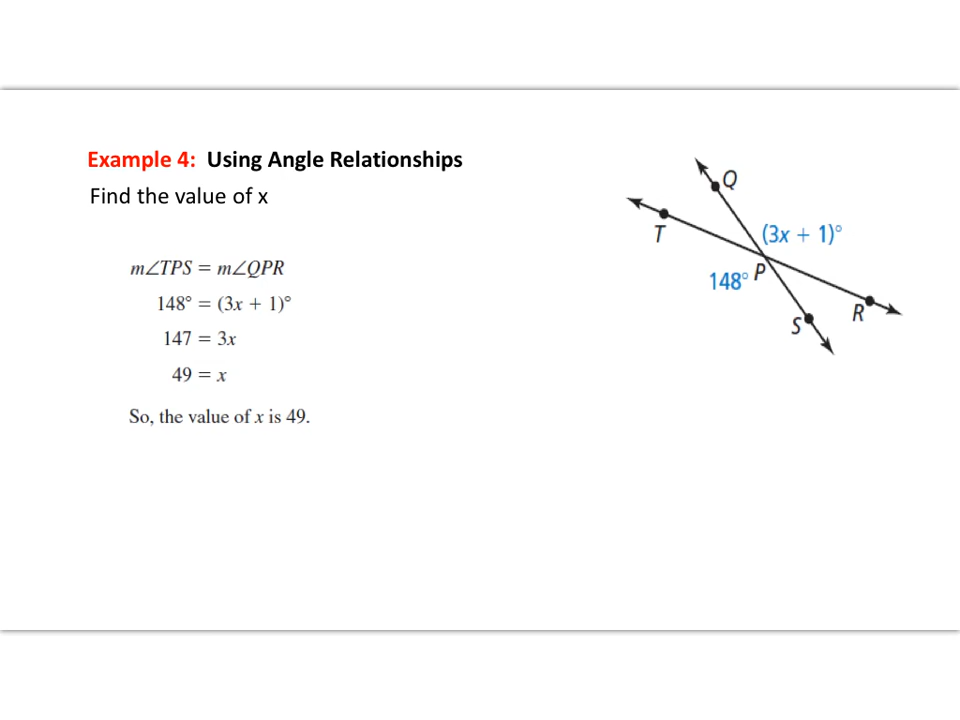 Example 4: Using Angle Relationships
Find the value of x
m∠TPS = m∠QPR
148° = (3x + 1)°
147 = 3x
49 = x
So, the value of x is 49.
Q
T
(3x + 1)°
148° P
S
R